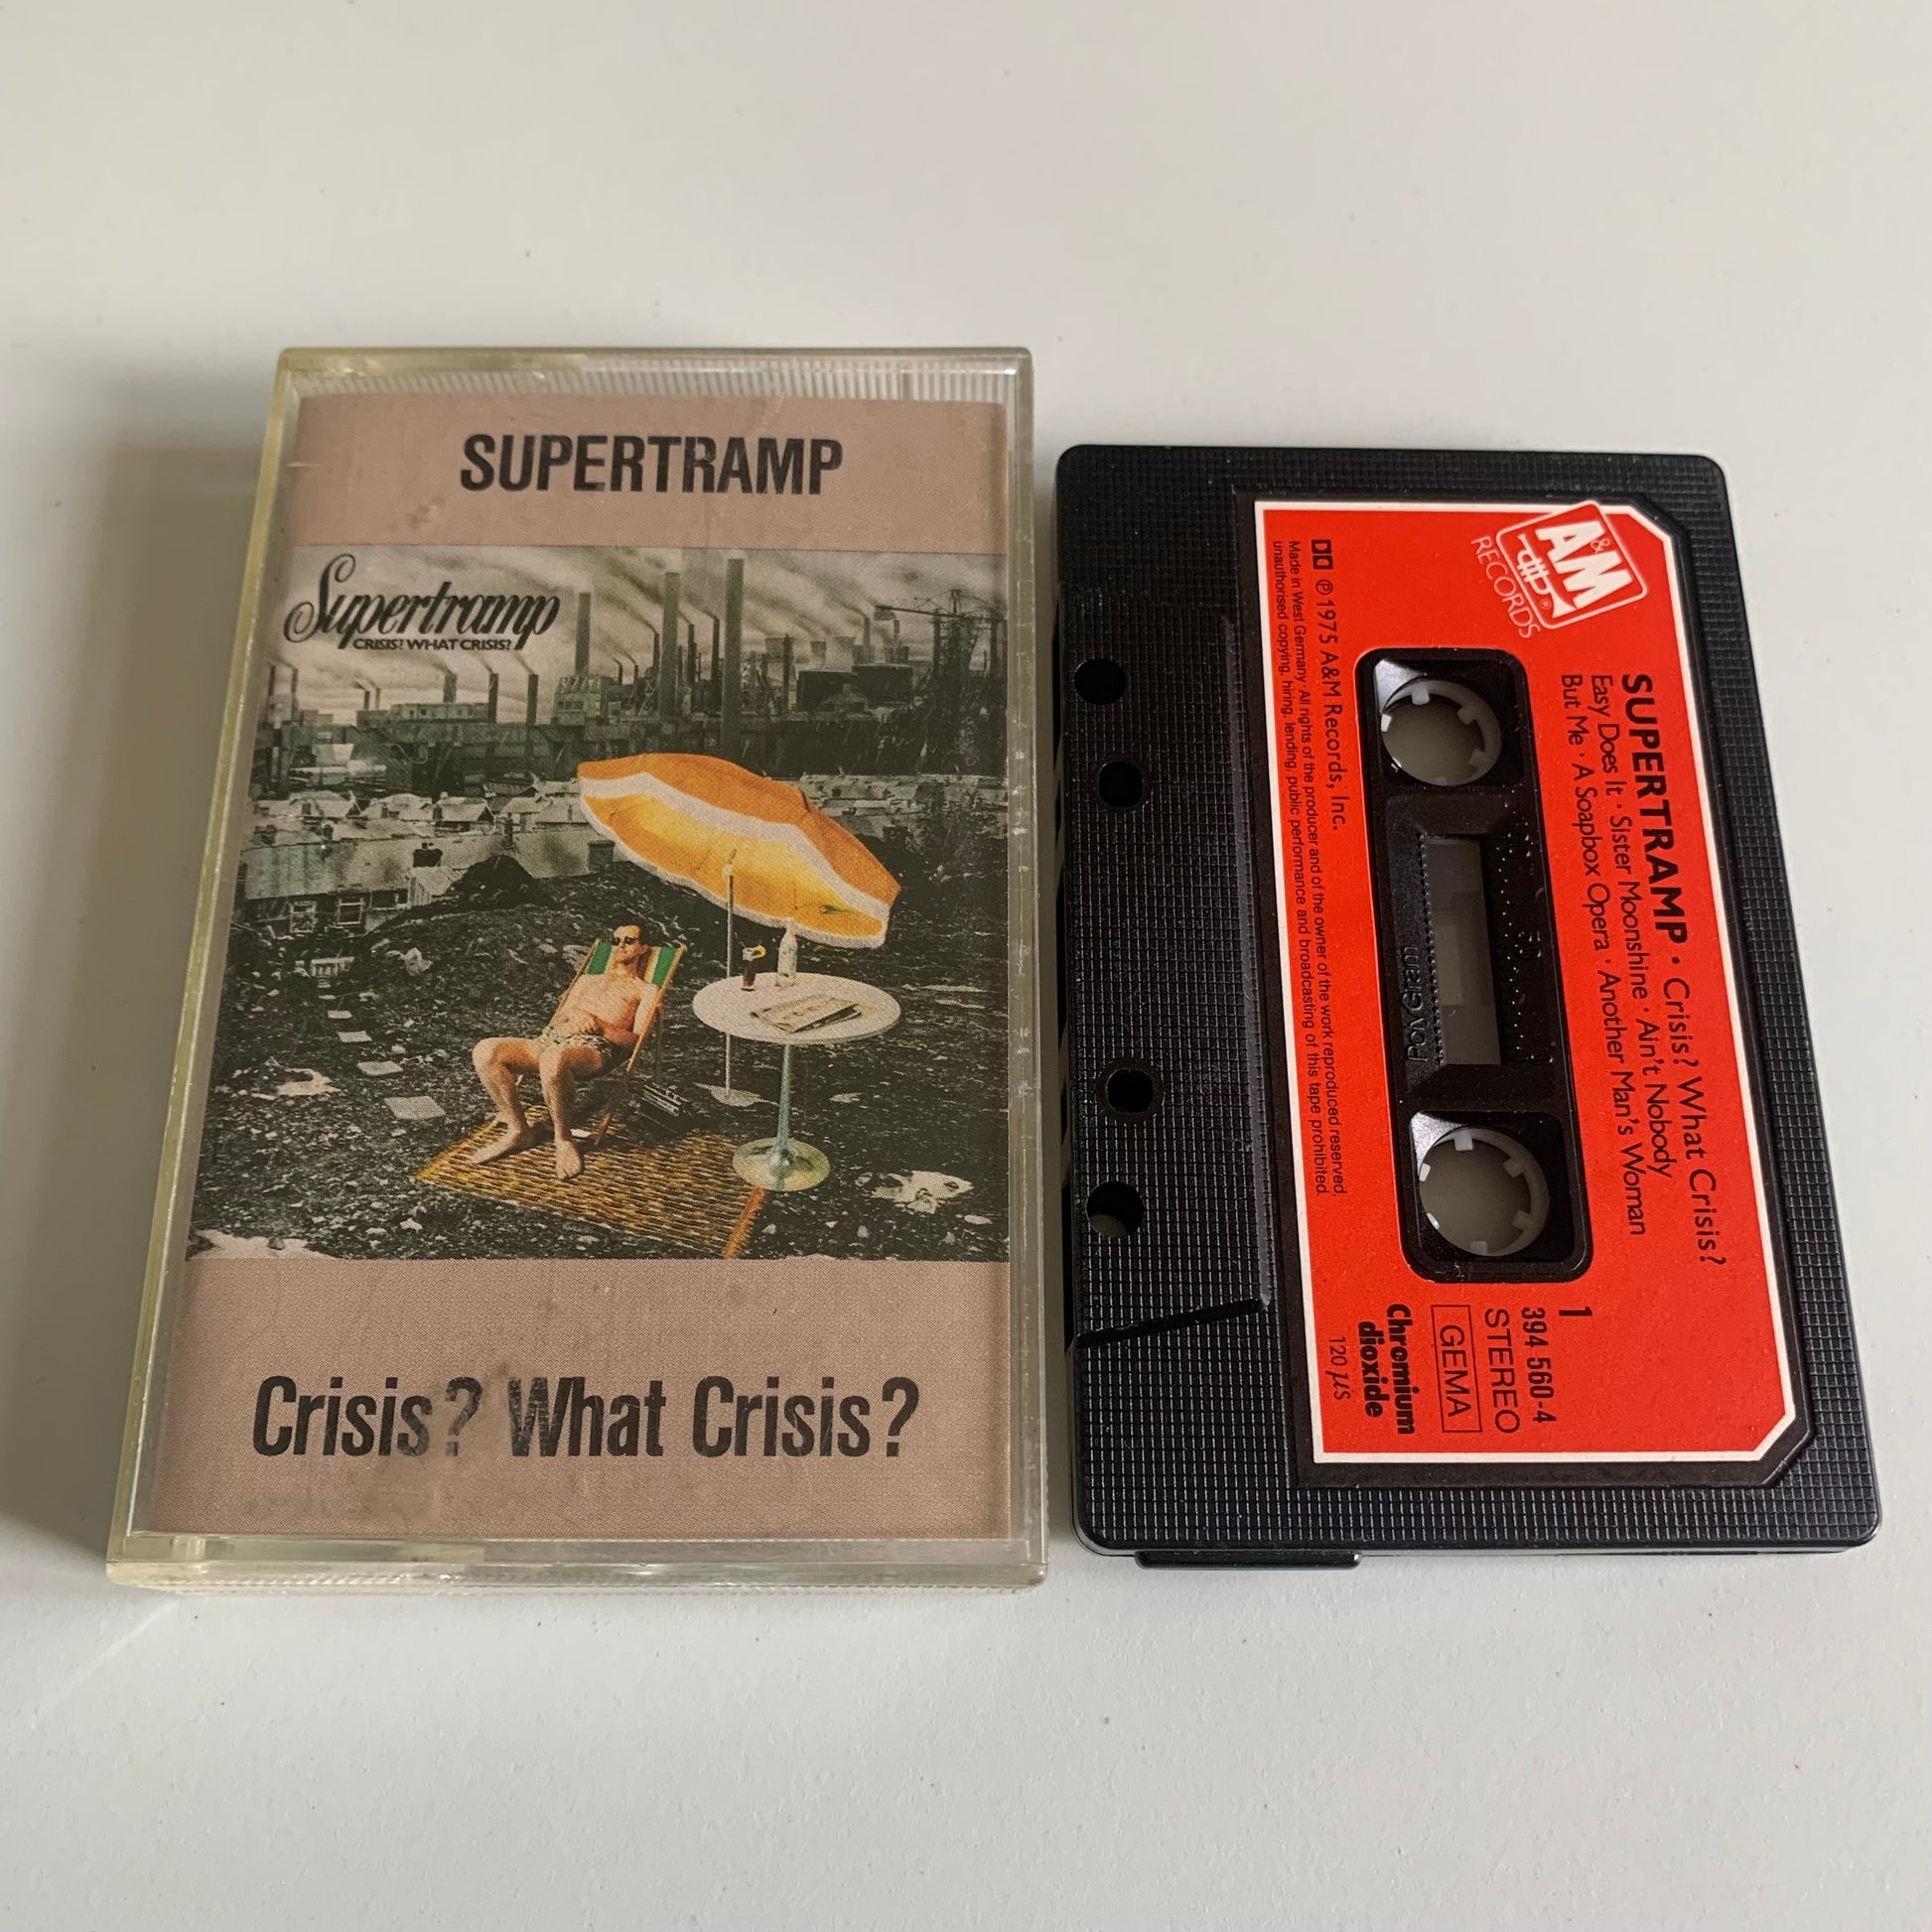 SUPERTRAMP
Supertramp
CRISIS? WHAT CRISIS?
Crisis? What Crisis?
A&M
®
RECORDS
SUPERTRAMP • Crisis? What Crisis?
Easy Does It · Sister Moonshine · Ain't Nobody
But Me · A Soapbox Opera · Another Man's Woman
PolyGram
℗ 1975 A&M Records, Inc.
Made in West Germany · All rights of the producer and of the owner of the work reproduced reserved
unauthorised copying, hiring, lending, public performance and broadcasting of this tape prohibited
1
394 560-4
STEREO
GEMA
Chromium
dioxide
120 µs